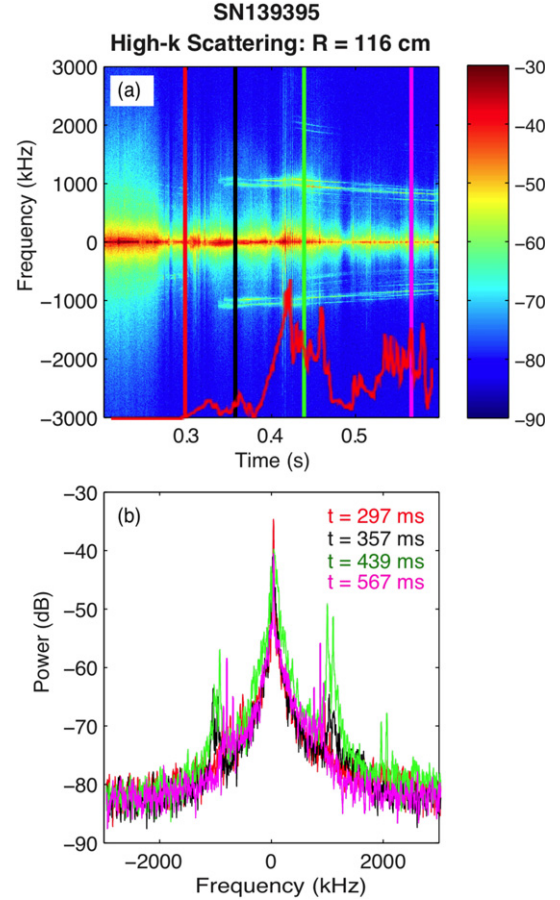 SN139395
High-k Scattering: R = 116 cm
(a)
Frequency (kHz)
3000
2000
1000
0
−1000
−2000
−3000
0.3
0.4
0.5
Time (s)
−30
−40
−50
−60
−70
−80
−90
(b)
t = 297 ms
t = 357 ms
t = 439 ms
t = 567 ms
Power (dB)
−30
−40
−50
−60
−70
−80
−90
−2000
0
2000
Frequency (kHz)